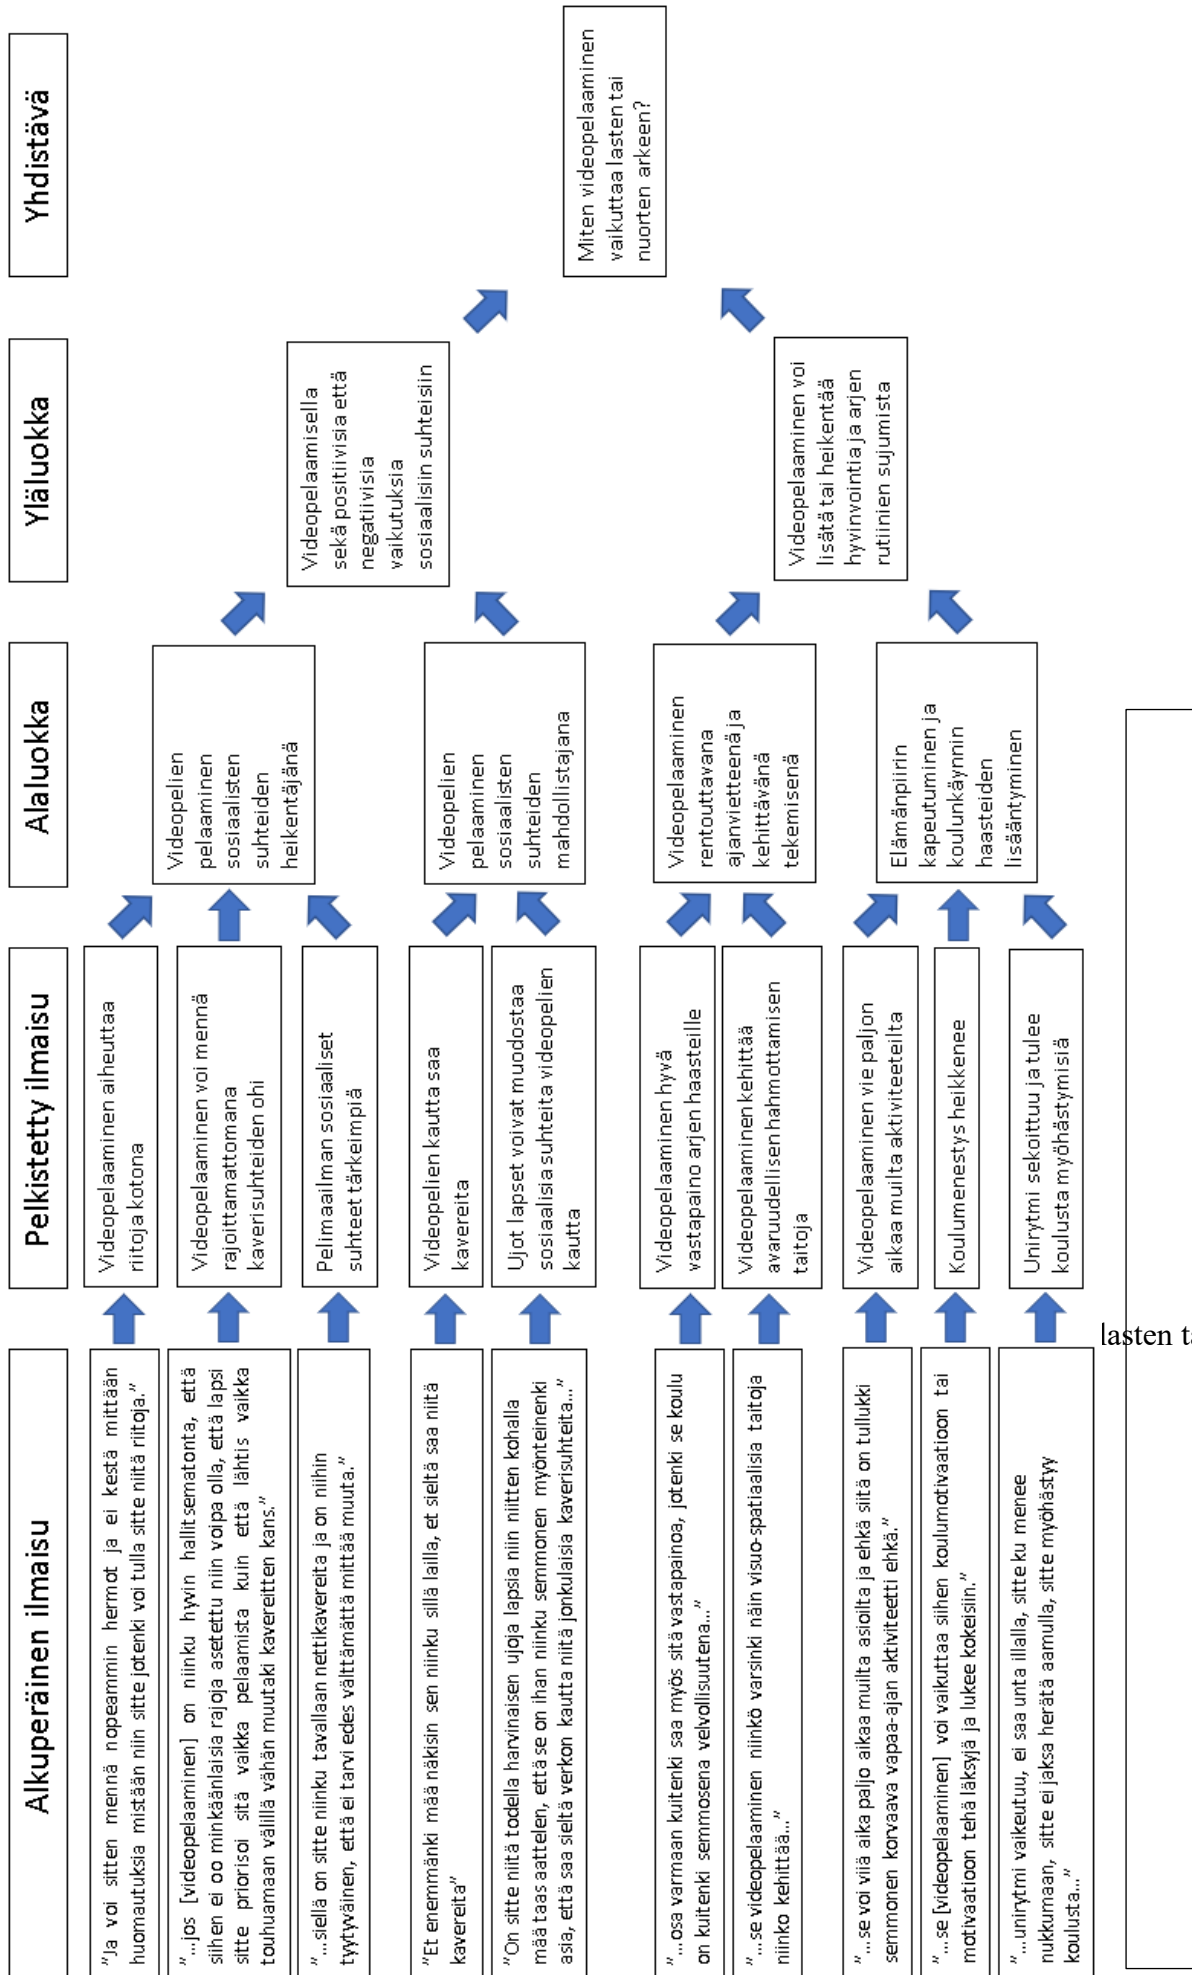 Alkuperäinen ilmaisu
Pelkistetty ilmaisu
Alaluokka
Yläluokka
Yhdistävä
"Ja voi sitten mennä nopeammin hermot ja ei kestä mittään
huomautuksia mistään niin sitte jotenki voi tulla sitte niitä riitoja."
"...jos [videopelaaminen] on niinku hyvin hallitsematonta, että
siihen ei oo minkäänlaisia rajoja asetettu niin voipa olla, että lapsi
sitte priorisoi sitä vaikka pelaamista kuin että lähtis vaikka
touhuamaan välillä vähän muutaki kavereitten kans."
"...siellä on sitte niinku tavallaan netikavereita ja on niihin
tyytyväinen, että ei tarvi edes välttämättä mittää muuta."
"Et enemmänki mää näkisin sen niinku sillä lailla, et sieltä saa niitä
kavereita"
"On sitte niitä todella harvinaisen ujoja lapsia niin niitten kohalla
mää taas aattelen, että se on ihan niinku semmonen myönteinenki
asia, että saa sieltä verkon kautta niitä jonkulaisia kaverisuhteita..."
"...osa varmaan kuitenki saa myös sitä vastapainoa, jotenki se koulu
on kuitenki semmosena velvollisuutena..."
"...se videopelaaminen niinkö varsinki näin visuo-spatiaalisia taitoja
niinko kehittää..."
"...se voi viiä aika paljo aikaa muilta asioilta ja ehkä siitä on tullukki
semmonen korvaava vapaa-ajan aktiviteetti ehkä."
"...se [videopelaaminen] voi vaikuttaa siihen koulumotivaatioon tai
motivaatioon tehä läksyjä ja lukee kokeisiin."
"...unirytmi vaikeutuu, ei saa unta illalla, sitte ku menee
nukkumaan, sitte ei jaksa herätä aamulla, sitte myöhästyy
koulusta..."
Videopelaaminen aiheuttaa
riitoja kotona
Videopelaaminen voi mennä
rajoittamattomana
kaverisuhteiden ohi
Pelimaailman sosiaaliset
suhteet tärkeimpiä
Videopelien kautta saa
kavereita
Ujot lapset voivat muodostaa
sosiaalisia suhteita videopelien
kautta
Videopelaaminen hyvä
vastapaino arjen haasteille
Videopelaaminen kehittää
avaruudellisen hahmottamisen
taitoja
Videopelaaminen vie paljon
aikaa muilta aktiviteeteilta
Koulumenestys heikkenee
Unirytmi sekoittuu ja tulee
koulusta myöhästymisiä
Videopelien
pelaaminen
sosiaalisten
suhteiden
heikentäjänä
Videopelien
pelaaminen
sosiaalisten
suhteiden
mahdollistajana
Videopelaaminen
rentouttavana
ajanvietteenä ja
kehittävänä
tekemisenä
Elämänpiirin
kapeutuminen ja
koulunkäynnin
haasteiden
lisääntyminen
Videopelaamisella
sekä positiivisia että
negatiivisia
vaikutuksia
sosiaalisiin suhteisiin
Videopelaaminen voi
lisätä tai heikentää
hyvinvointia ja arjen
rutiinien sujumista
Miten videopelaaminen
vaikuttaa lasten tai
nuorten arkeen?
lasten